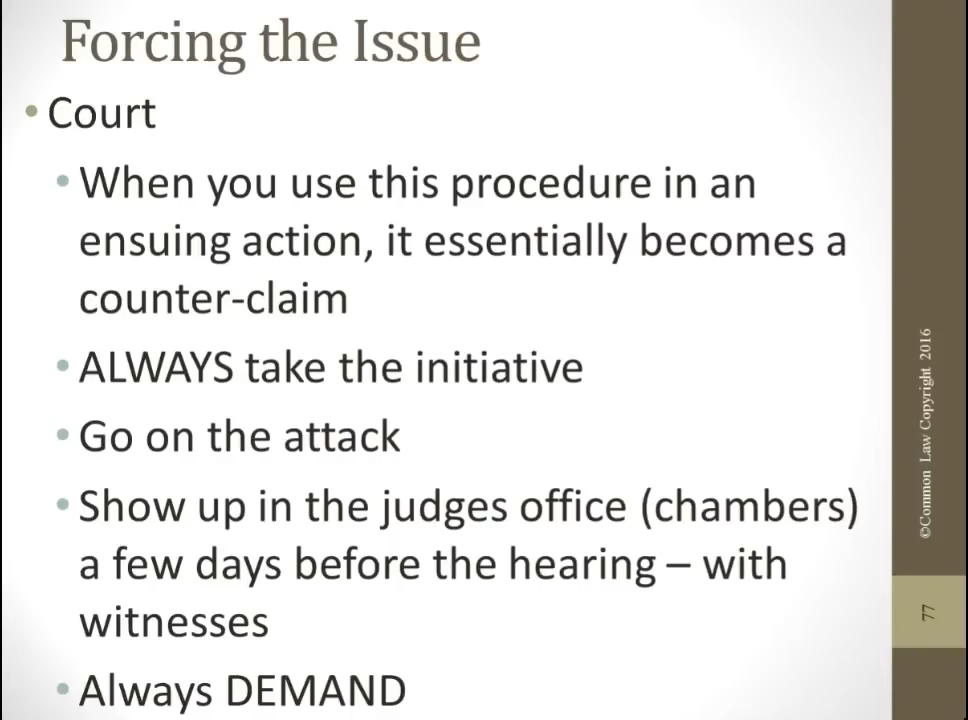 Forcing the Issue
• Court
• When you use this procedure in an
ensuing action, it essentially becomes a
counter-claim
• ALWAYS take the initiative
• Go on the attack
• Show up in the judges office (chambers)
a few days before the hearing – with
witnesses
• Always DEMAND
©Common Law Copyright 2016
77